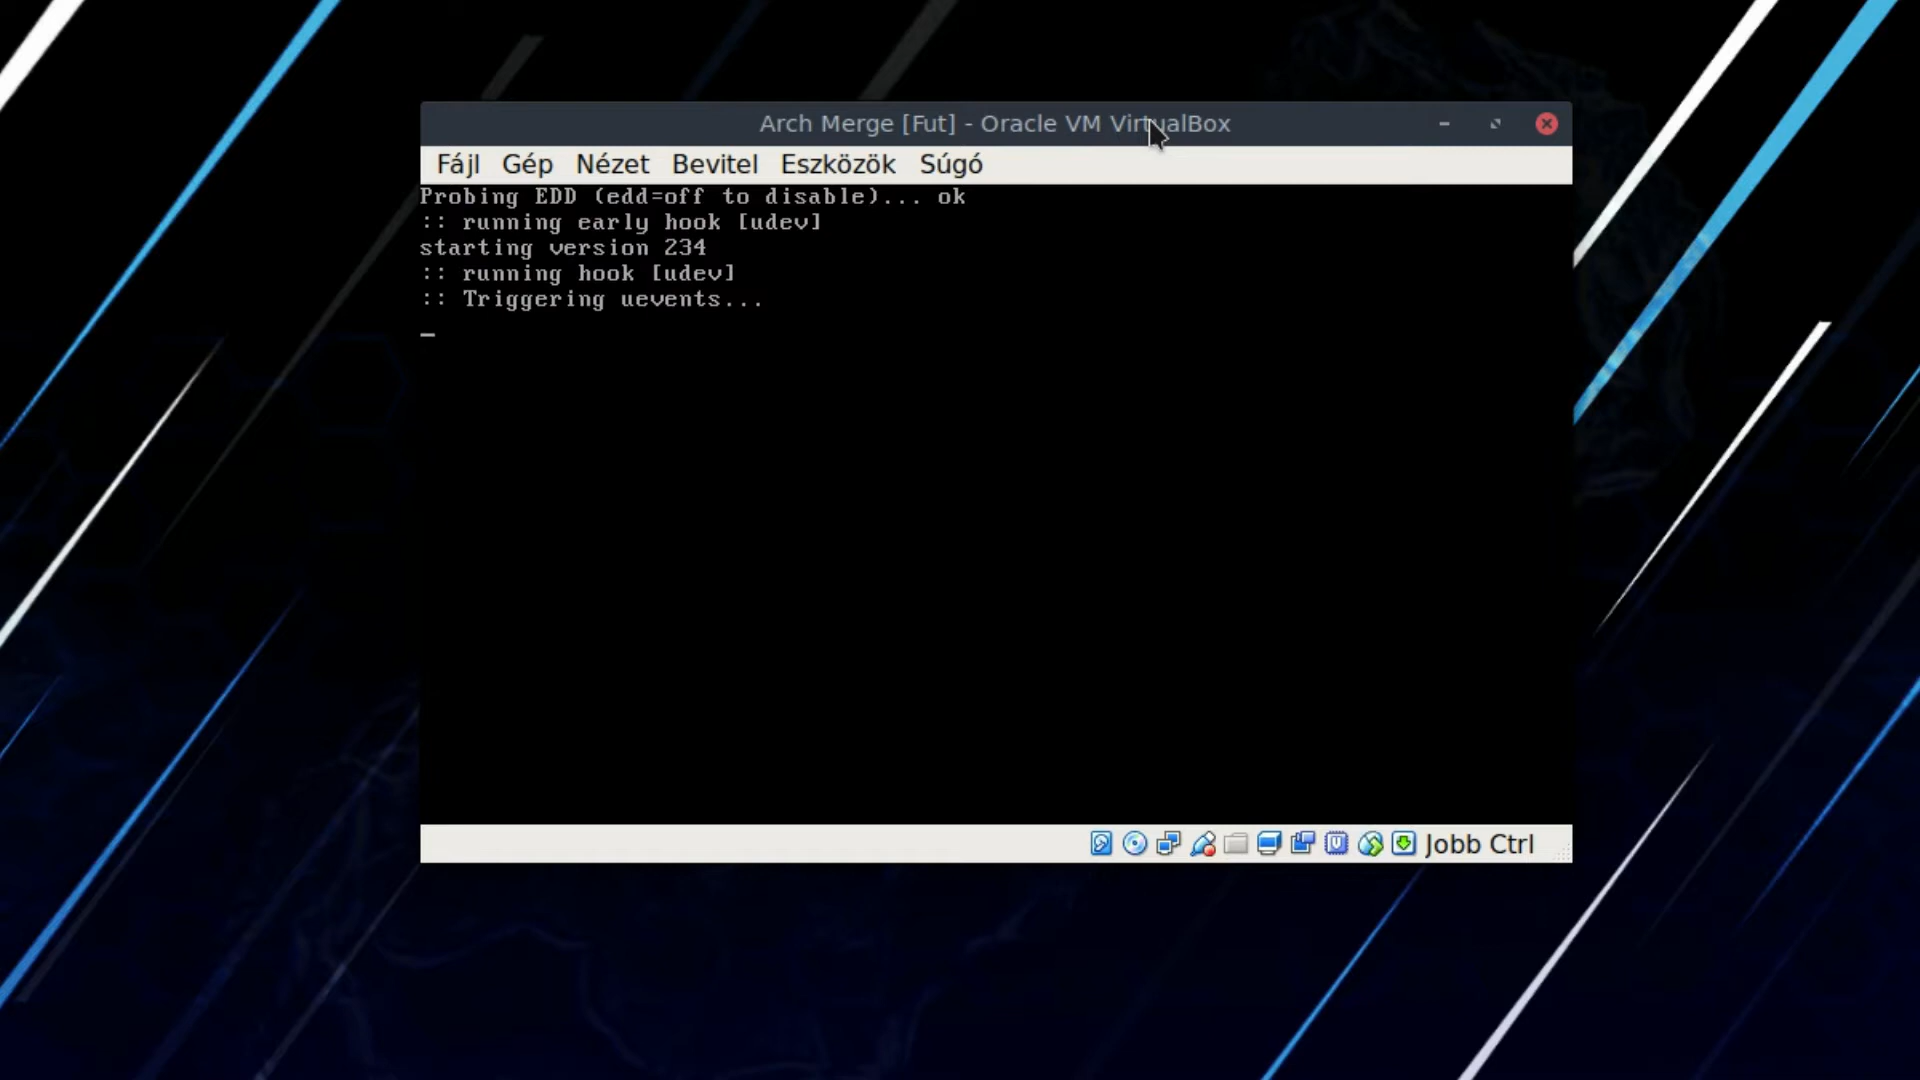 Arch Merge [Fut] - Oracle VM VirtualBox
Fájl Gép Nézet Bevitel Eszközök Súgó
Probing EDD (edd=off to disable)... ok
:: running early hook [udev]
starting version 234
:: running hook [udev]
:: Triggering uevents...
_
Jobb Ctrl